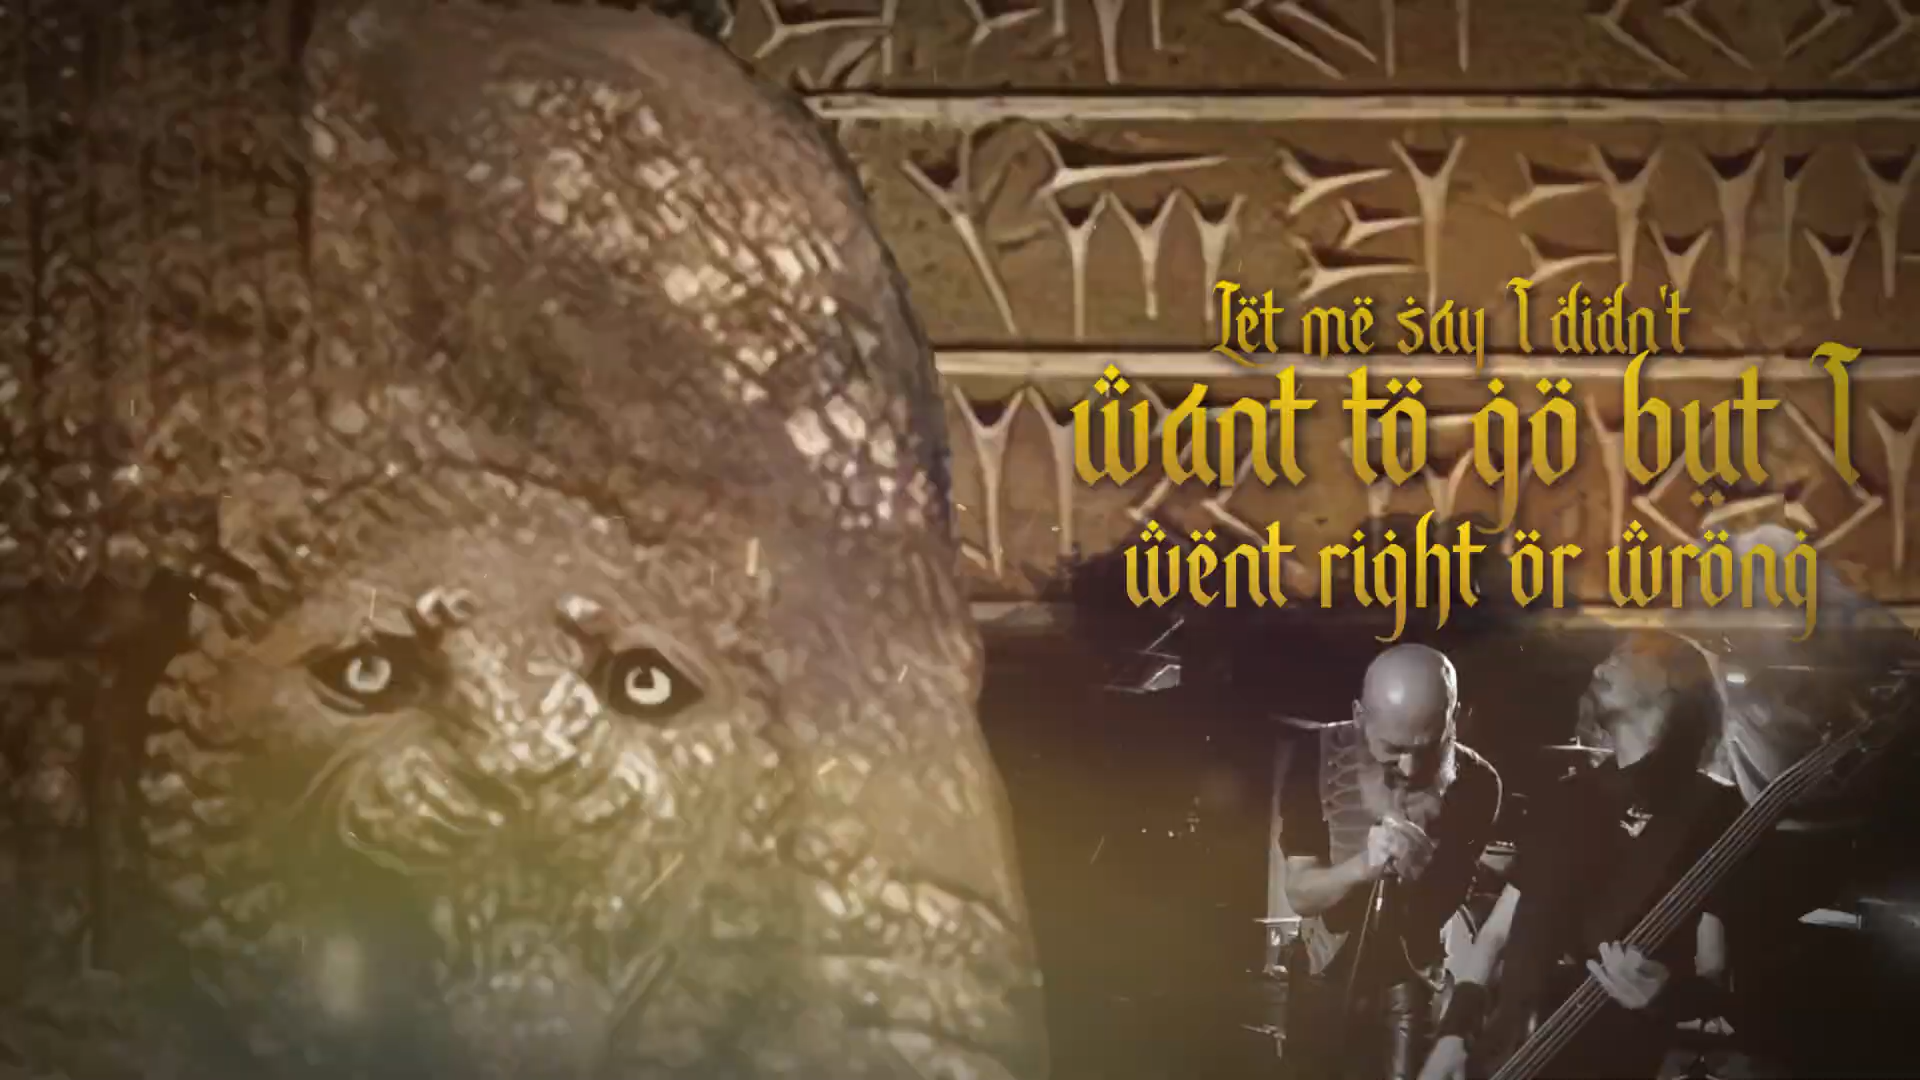 Let me say I didn't
want to go but I
went right or wrong